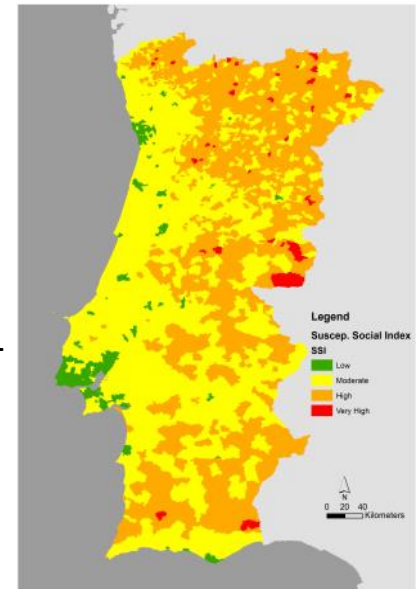 Legend
Suscep. Social Index
SSI
Low
Moderate
High
Very High
N
0 20 40
Kilometers